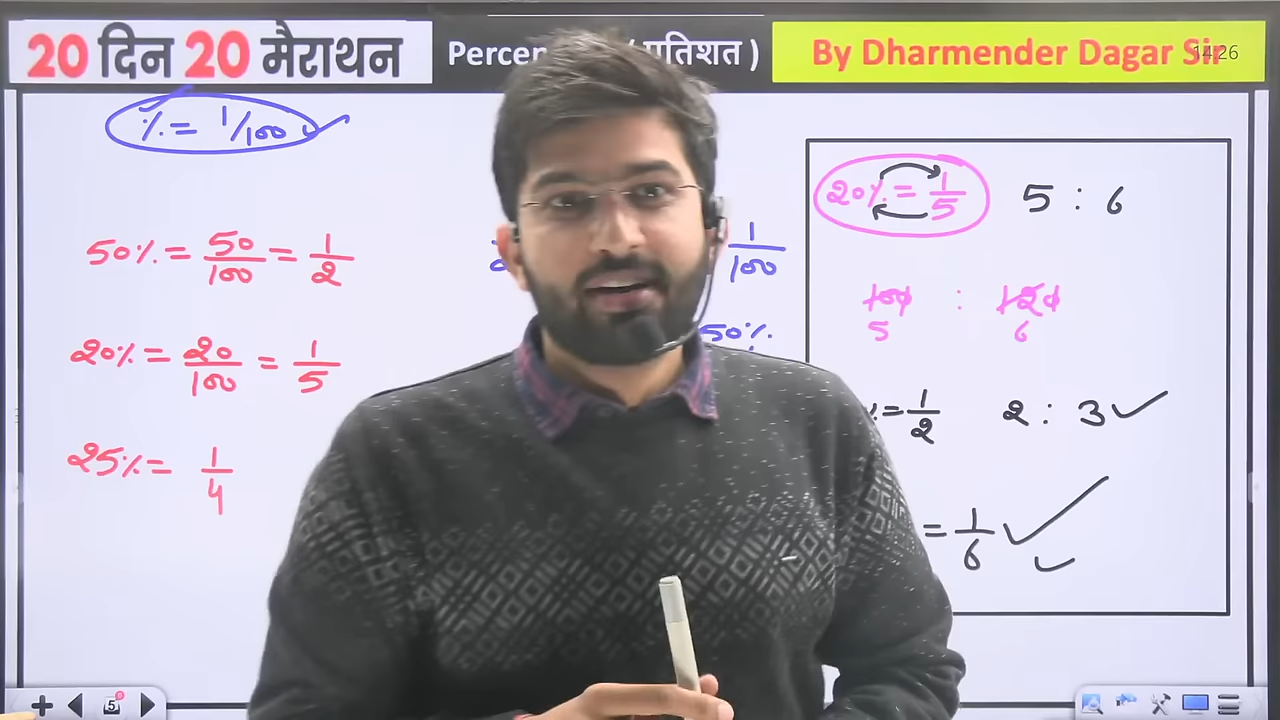 20 दिन 20 मैराथन
By Dharmender Dagar Sir
14:26
% = 1/100
50% = 50/100 = 1/2
20% = 20/100 = 1/5
25% = 1/4
1/100
50%
20% = 1/5
5 : 6
100 : 120
5 6
= 1/2
2 : 3
= 1/6
5